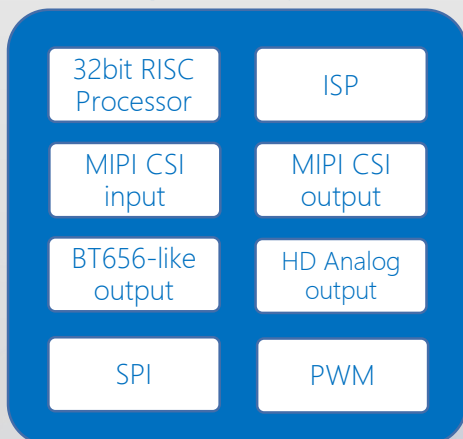 32bit RISC
Processor
ISP
MIPI CSI
input
MIPI CSI
output
BT656-like
output
HD Analog
output
SPI
PWM